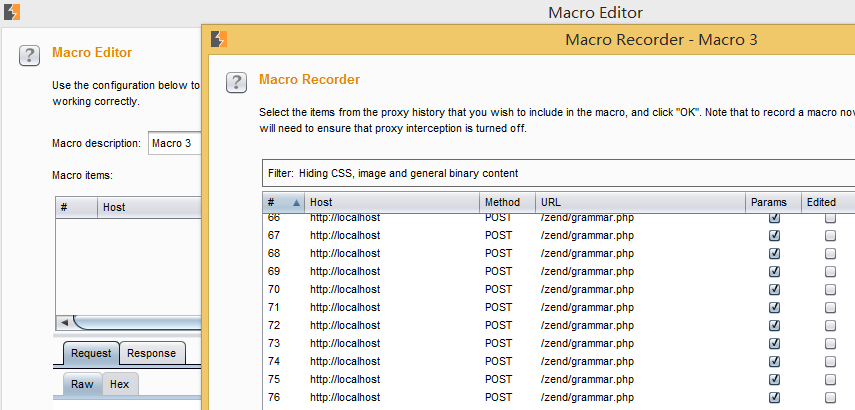 Macro Editor
Macro Recorder - Macro 3
? Macro Editor
Use the configuration below to
working correctly.
Macro description: Macro 3
Macro items:
# Host
Request Response
Raw Hex
? Macro Recorder
Select the items from the proxy history that you wish to include in the macro, and click "OK". Note that to record a macro nov
will need to ensure that proxy interception is turned off.
Filter: Hiding CSS, image and general binary content
# Host Method URL Params Edited
66 http://localhost POST /zend/grammar.php
67 http://localhost POST /zend/grammar.php
68 http://localhost POST /zend/grammar.php
69 http://localhost POST /zend/grammar.php
70 http://localhost POST /zend/grammar.php
71 http://localhost POST /zend/grammar.php
72 http://localhost POST /zend/grammar.php
73 http://localhost POST /zend/grammar.php
74 http://localhost POST /zend/grammar.php
75 http://localhost POST /zend/grammar.php
76 http://localhost POST /zend/grammar.php